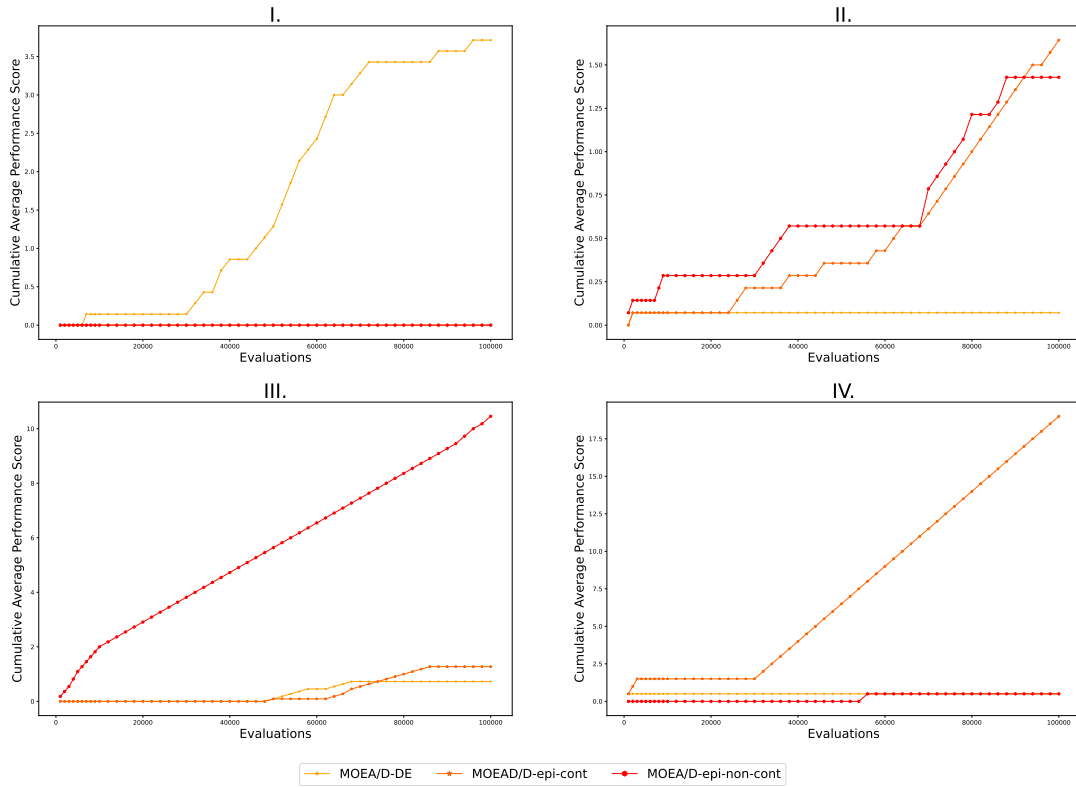 I.
Cumulative Average Performance Score
3.5
3.0
2.5
2.0
1.5
1.0
0.5
0.0
0 20000 40000 60000 80000 100000
Evaluations
II.
Cumulative Average Performance Score
1.50
1.25
1.00
0.75
0.50
0.25
0.00
0 20000 40000 60000 80000 100000
Evaluations
III.
Cumulative Average Performance Score
10
8
6
4
2
0
0 20000 40000 60000 80000 100000
Evaluations
IV.
Cumulative Average Performance Score
17.5
15.0
12.5
10.0
7.5
5.0
2.5
0.0
0 20000 40000 60000 80000 100000
Evaluations
MOEA/D-DE MOEAD/D-epi-cont MOEA/D-epi-non-cont